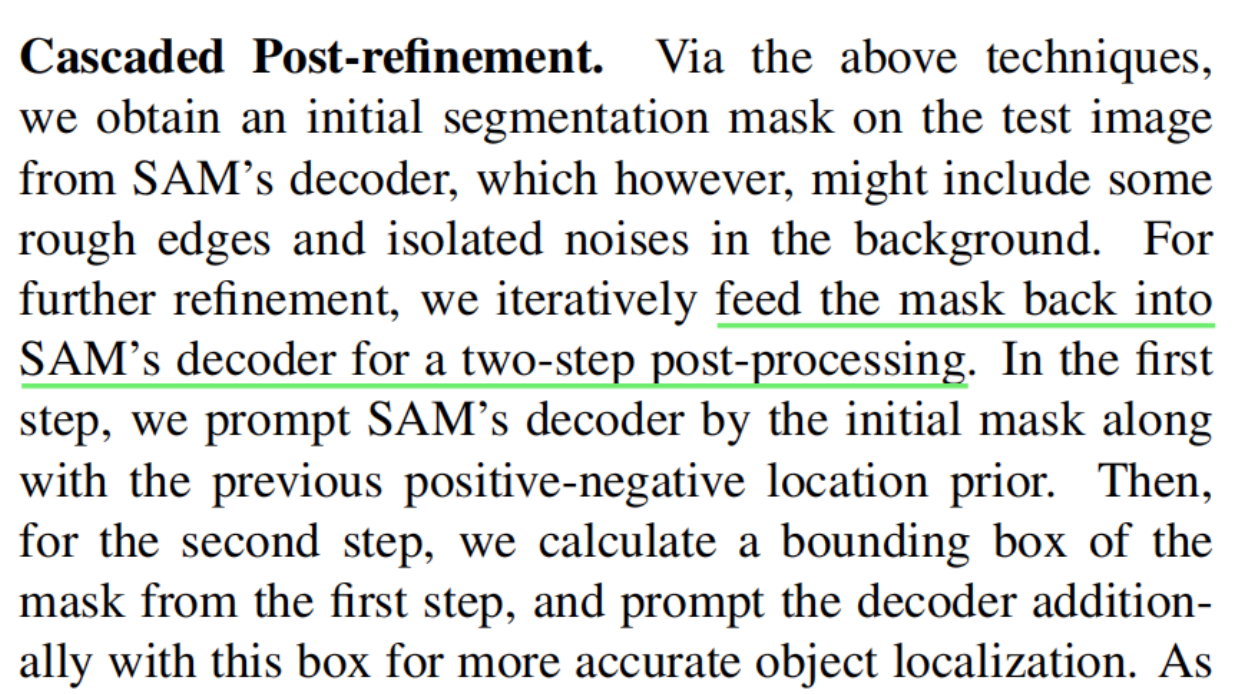 Cascaded Post-refinement. Via the above techniques,
we obtain an initial segmentation mask on the test image
from SAM’s decoder, which however, might include some
rough edges and isolated noises in the background. For
further refinement, we iteratively feed the mask back into
SAM’s decoder for a two-step post-processing. In the first
step, we prompt SAM’s decoder by the initial mask along
with the previous positive-negative location prior. Then,
for the second step, we calculate a bounding box of the
mask from the first step, and prompt the decoder addition-
ally with this box for more accurate object localization. As